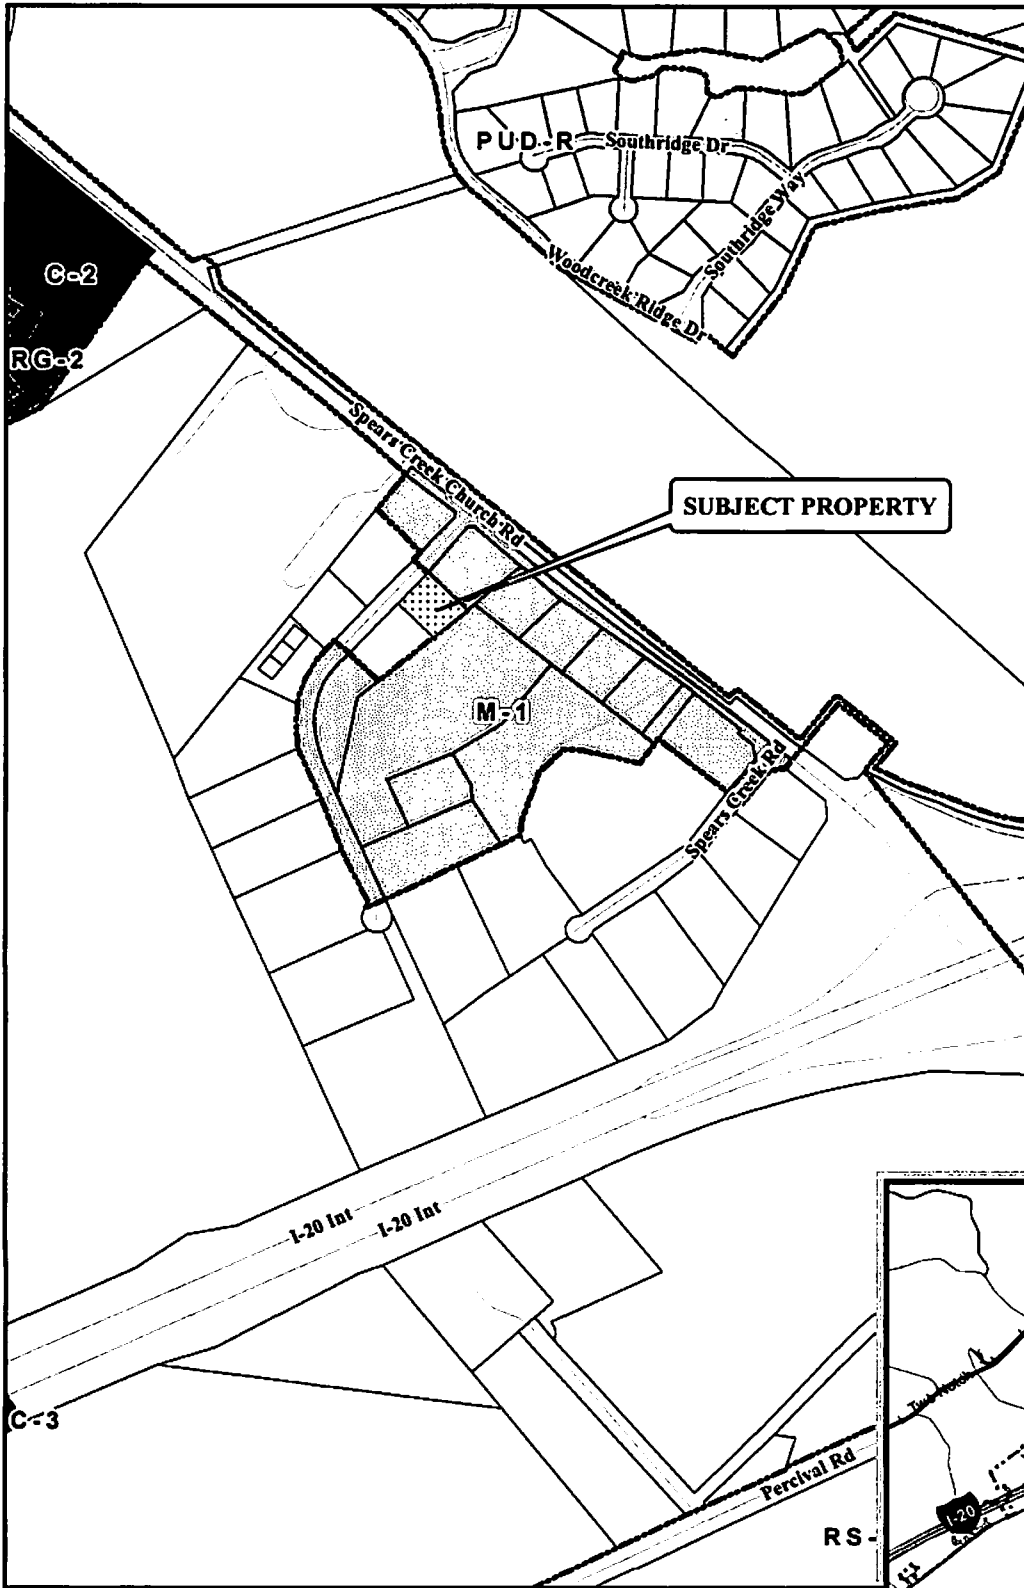 PUD-R
Southridge Dr
Southridge Way
Woodcreek Ridge Dr
C-2
RG-2
Spears Creek Church Rd
SUBJECT PROPERTY
M-1
Spears Creek Rd
I-20 Int
I-20 Int
C-3
Two Notch
Percival Rd
I-20
RS-